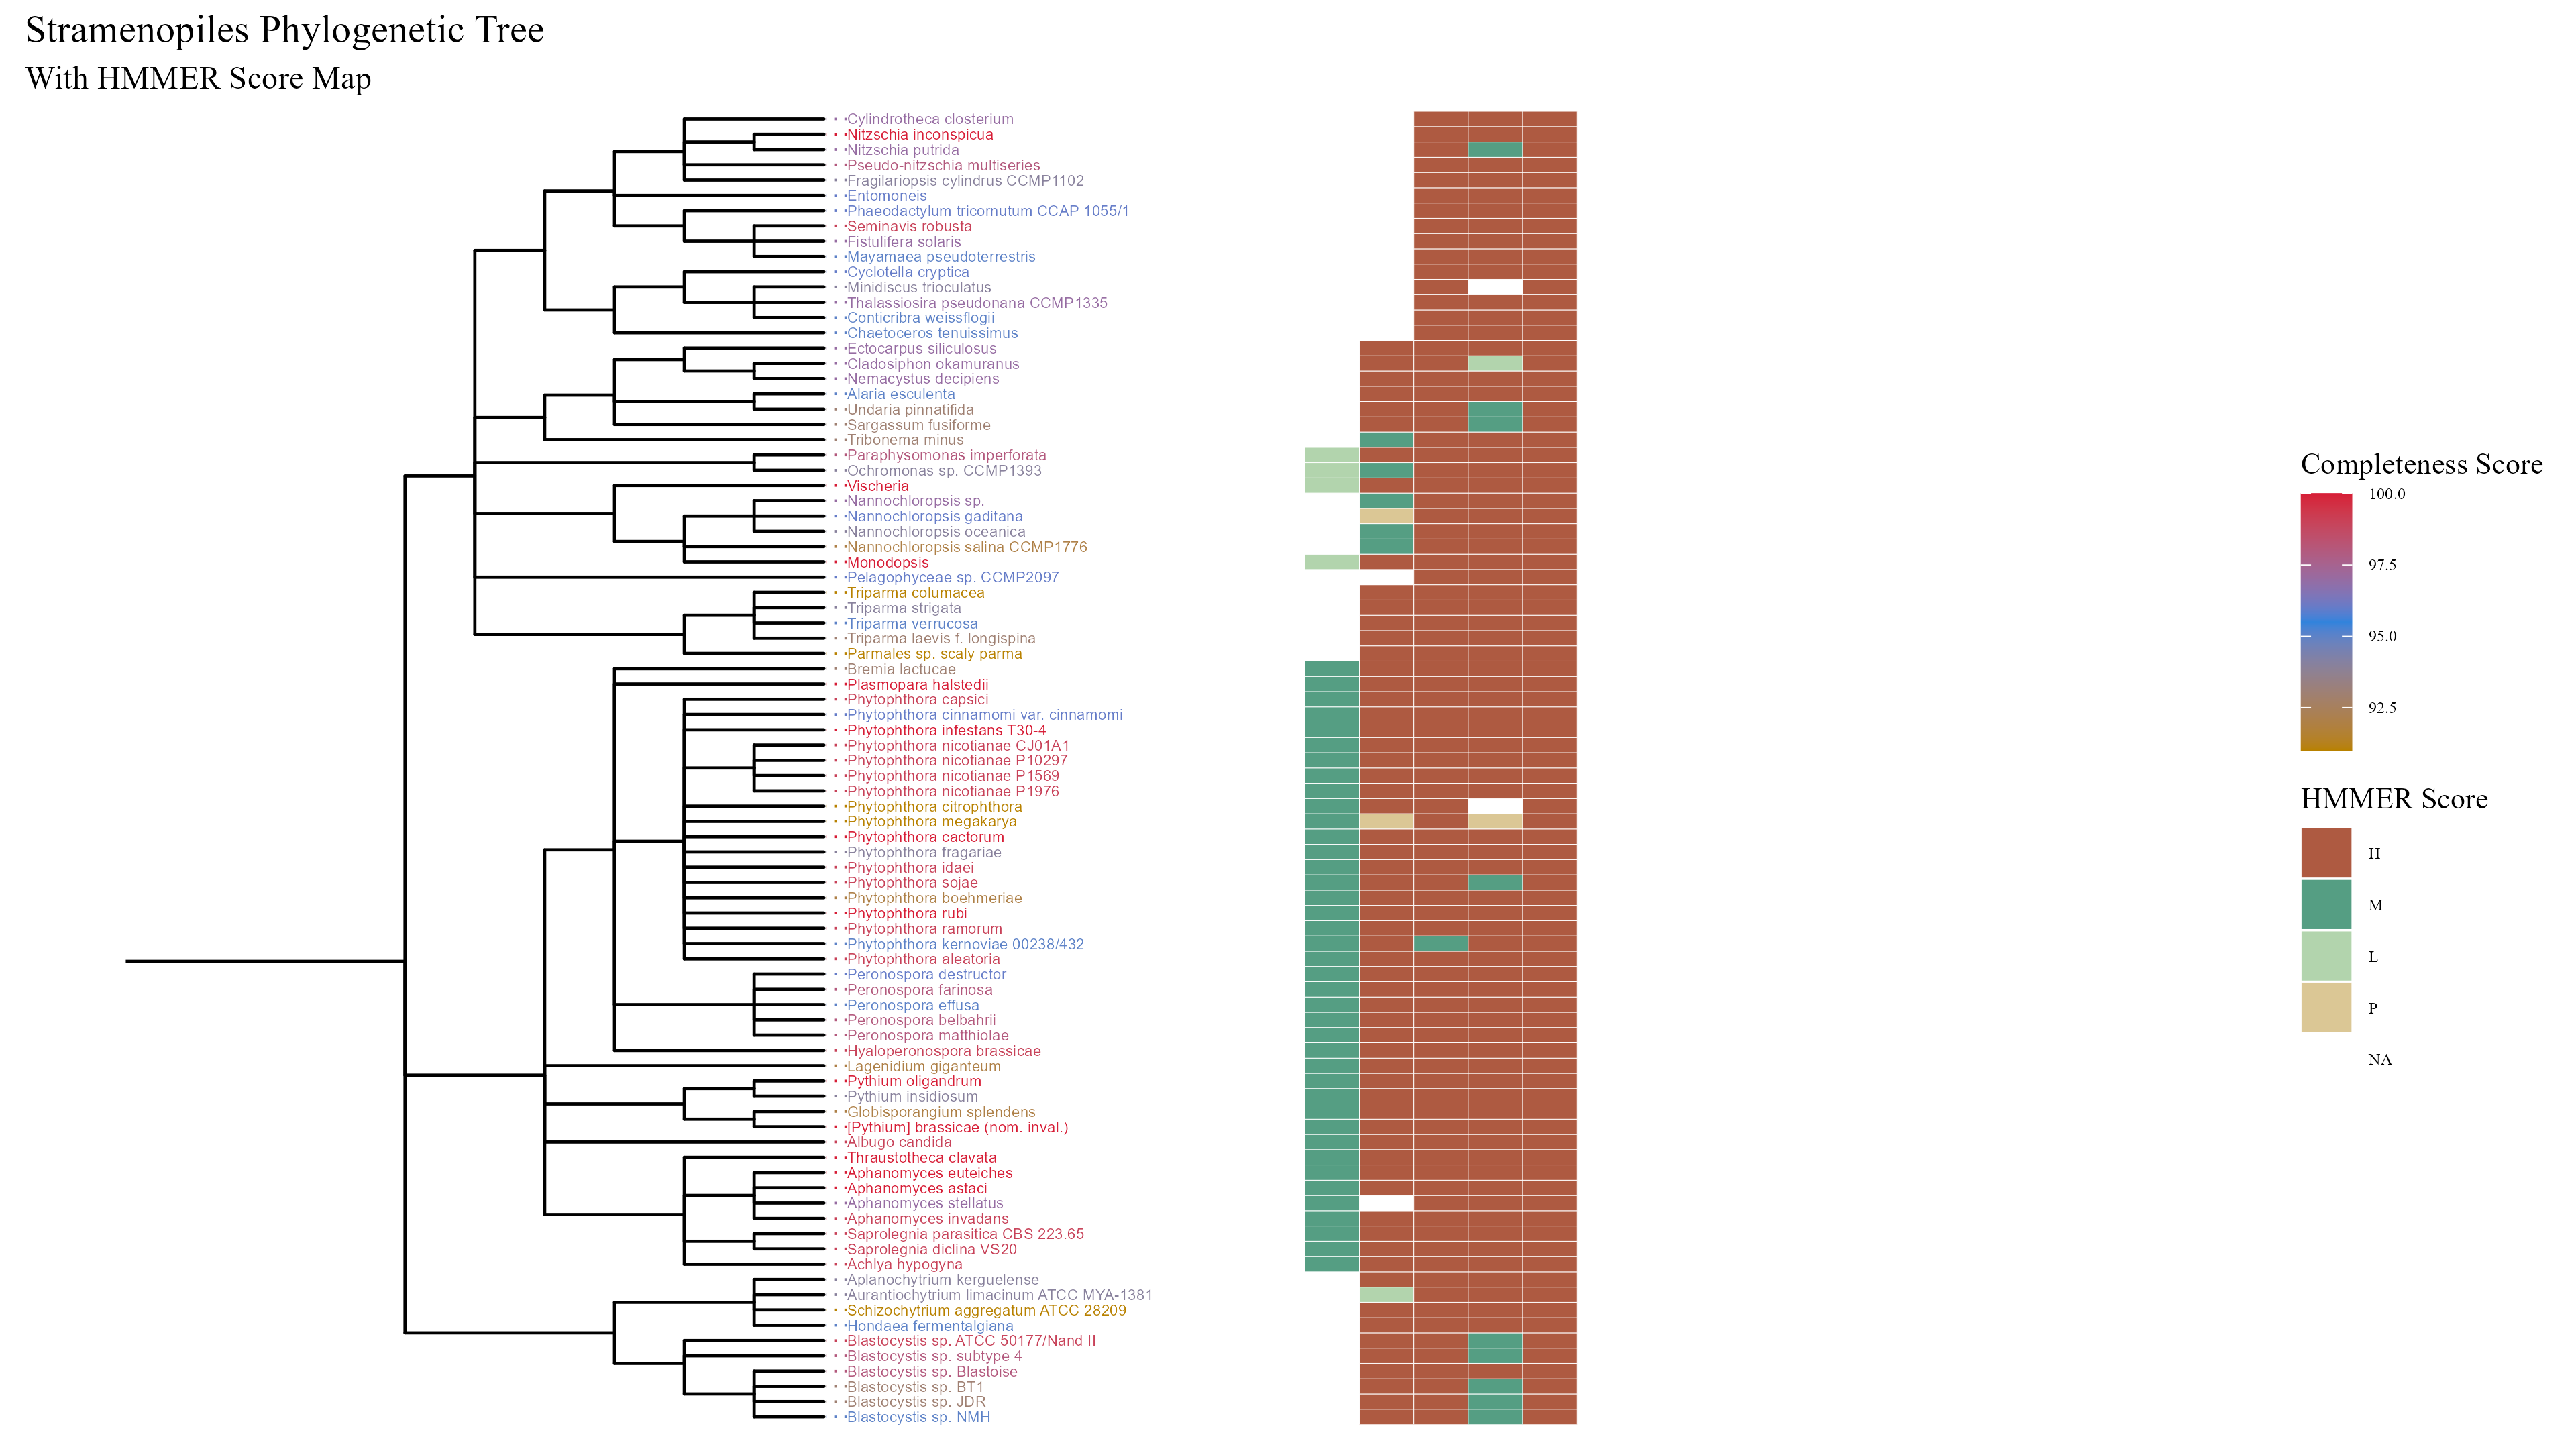 Stramenopiles Phylogenetic Tree
With HMMER Score Map
Cylindrotheca closterium
Nitzschia inconspicua
Nitzschia putrida
Pseudo-nitzschia multiseries
Fragilariopsis cylindrus CCMP1102
Entomoneis
Phaeodactylum tricornutum CCAP 1055/1
Seminavis robusta
Fistulifera solaris
Mayamaea pseudoterrestris
Cyclotella cryptica
Minidiscus trioculatus
Thalassiosira pseudonana CCMP1335
Conticribra weissflogii
Chaetoceros tenuissimus
Ectocarpus siliculosus
Cladosiphon okamuranus
Nemacystus decipiens
Alaria esculenta
Undaria pinnatifida
Sargassum fusiforme
Tribonema minus
Paraphysomonas imperforata
Ochromonas sp. CCMP1393
Vischeria
Nannochloropsis sp.
Nannochloropsis gaditana
Nannochloropsis oceanica
Nannochloropsis salina CCMP1776
Monodopsis
Pelagophyceae sp. CCMP2097
Triparma columacea
Triparma strigata
Triparma verrucosa
Triparma laevis f. longispina
Parmales sp. scaly parma
Bremia lactucae
Plasmopara halstedii
Phytophthora capsici
Phytophthora cinnamomi var. cinnamomi
Phytophthora infestans T30-4
Phytophthora nicotianae CJ01A1
Phytophthora nicotianae P10297
Phytophthora nicotianae P1569
Phytophthora nicotianae P1976
Phytophthora citrophthora
Phytophthora megakarya
Phytophthora cactorum
Phytophthora fragariae
Phytophthora idaei
Phytophthora sojae
Phytophthora boehmeriae
Phytophthora rubi
Phytophthora ramorum
Phytophthora kernoviae 00238/432
Phytophthora aleatoria
Peronospora destructor
Peronospora farinosa
Peronospora effusa
Peronospora belbahrii
Peronospora matthiolae
Hyaloperonospora brassicae
Lagenidium giganteum
Pythium oligandrum
Pythium insidiosum
Globisporangium splendens
[Pythium] brassicae (nom. inval.)
Albugo candida
Thraustotheca clavata
Aphanomyces euteiches
Aphanomyces astaci
Aphanomyces stellatus
Aphanomyces invadans
Saprolegnia parasitica CBS 223.65
Saprolegnia diclina VS20
Achlya hypogyna
Aplanochytrium kerguelense
Aurantiochytrium limacinum ATCC MYA-1381
Schizochytrium aggregatum ATCC 28209
Hondaea fermentalgiana
Blastocystis sp. ATCC 50177/Nand II
Blastocystis sp. subtype 4
Blastocystis sp. Blastoise
Blastocystis sp. BT1
Blastocystis sp. JDR
Blastocystis sp. NMH
Completeness Score
100.0
97.5
95.0
92.5
HMMER Score
H
M
L
P
NA